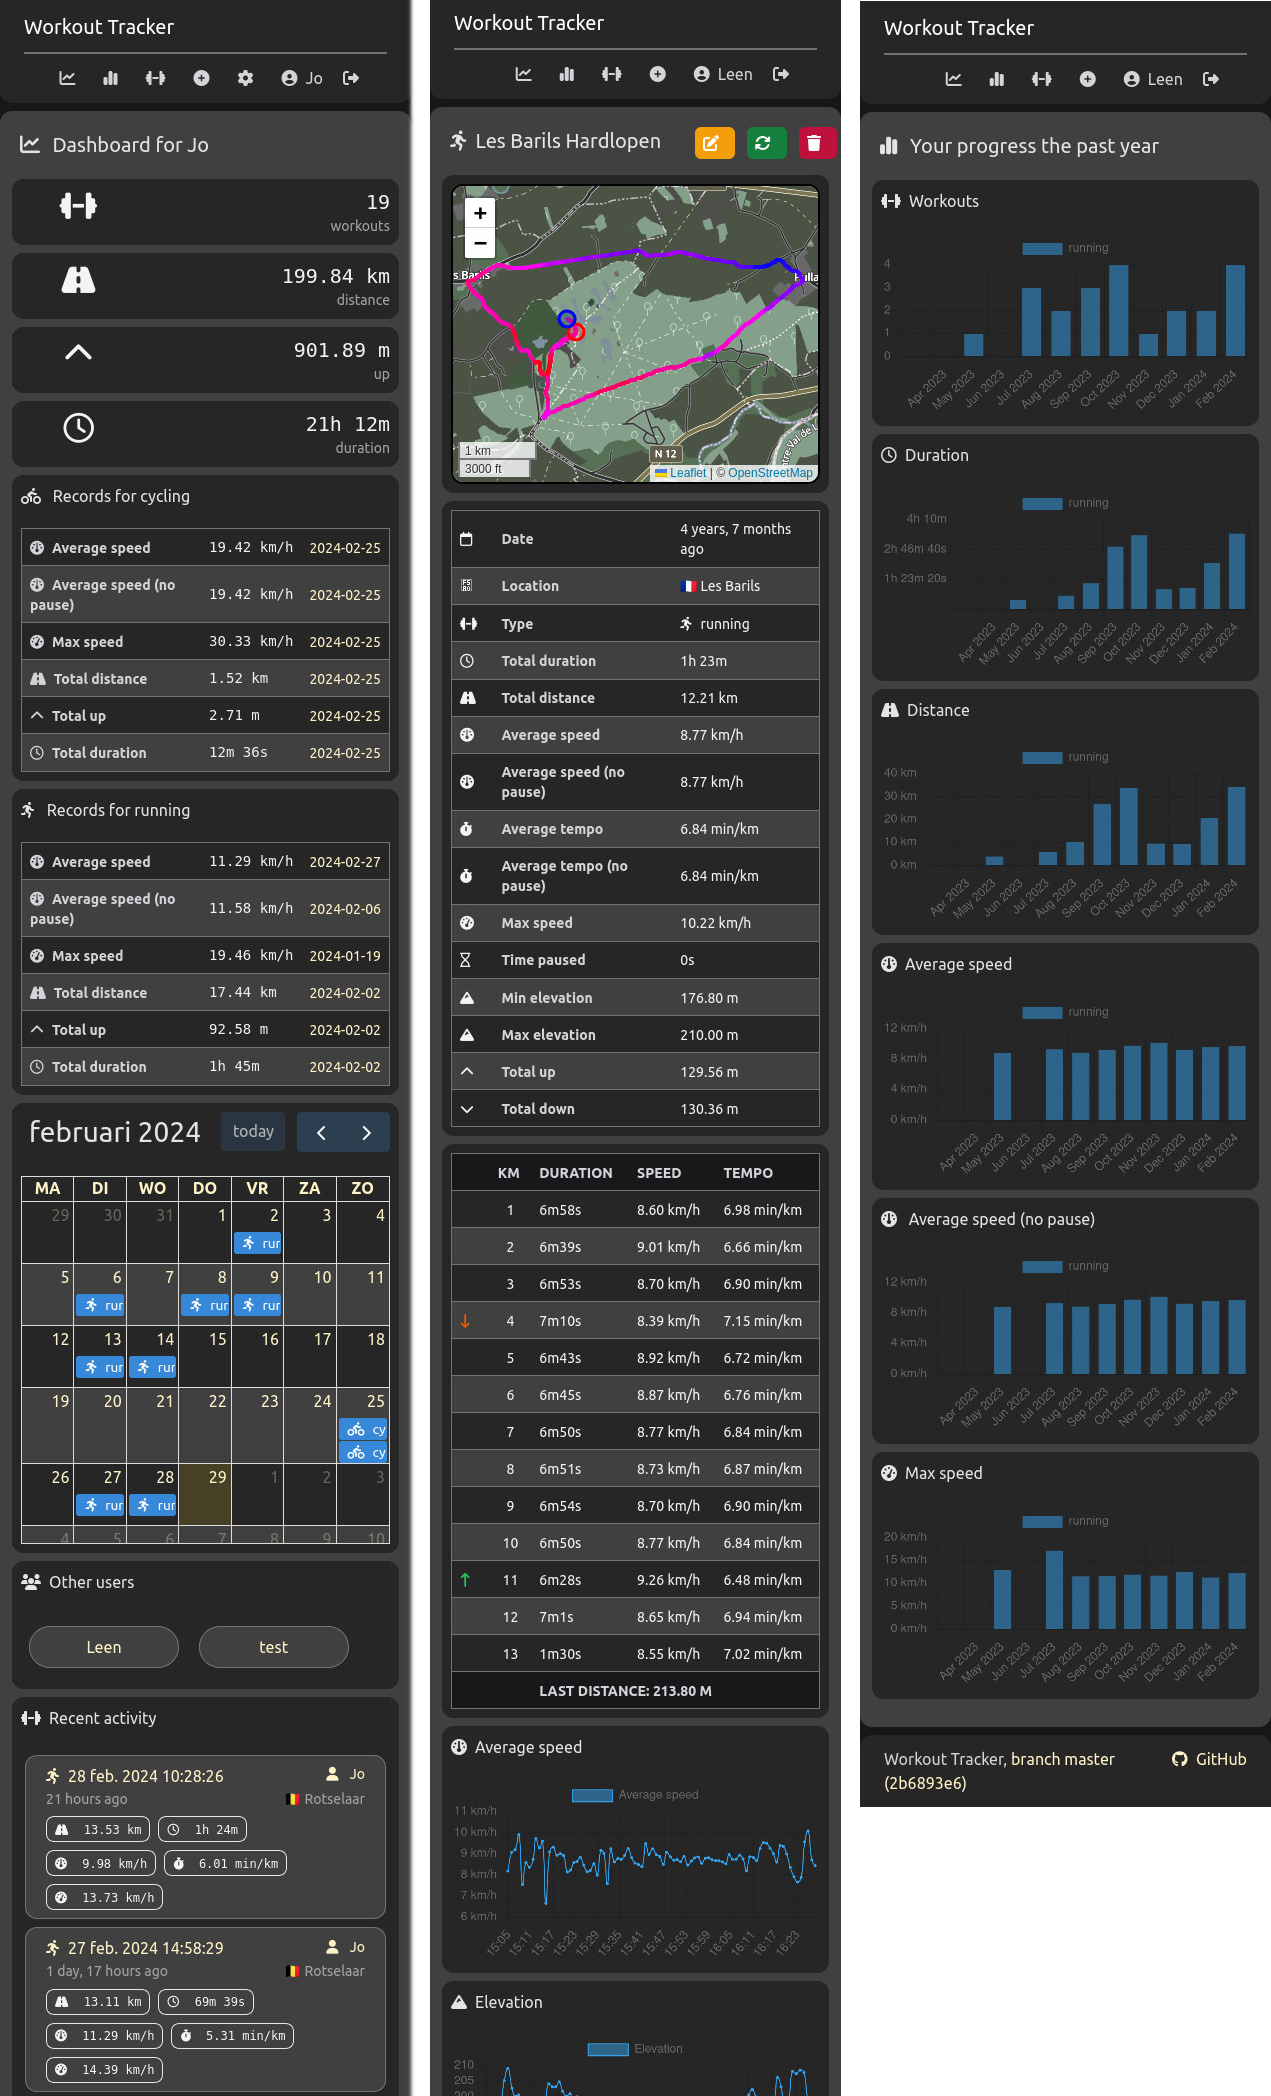 Workout Tracker
Jo
Dashboard for Jo
19
workouts
199.84 km
distance
901.89 m
up
21h 12m
duration
Records for cycling
Average speed 19.42 km/h 2024-02-25
Average speed (no pause) 19.42 km/h 2024-02-25
Max speed 30.33 km/h 2024-02-25
Total distance 1.52 km 2024-02-25
Total up 2.71 m 2024-02-25
Total duration 12m 36s 2024-02-25
Records for running
Average speed 11.29 km/h 2024-02-27
Average speed (no pause) 11.58 km/h 2024-02-06
Max speed 19.46 km/h 2024-01-19
Total distance 17.44 km 2024-02-02
Total up 92.58 m 2024-02-02
Total duration 1h 45m 2024-02-02
februari 2024 today
MA DI WO DO VR ZA ZO
29 30 31 1 2 3 4
rur
5 6 7 8 9 10 11
rur rur rur
12 13 14 15 16 17 18
rur rur
19 20 21 22 23 24 25
cy
cy
26 27 28 29 1 2 3
rur rur
4 5 6 7 8 9 10
Other users
Leen test
Recent activity
28 feb. 2024 10:28:26 Jo
21 hours ago Rotselaar
13.53 km 1h 24m
9.98 km/h 6.01 min/km
13.73 km/h
27 feb. 2024 14:58:29 Jo
1 day, 17 hours ago Rotselaar
13.11 km 69m 39s
11.29 km/h 5.31 min/km
14.39 km/h
Workout Tracker
Leen
Les Barils Hardlopen
+
−
s Barils
ulla
N 12
tre-Val de L
1 km
3000 ft
Leaflet | © OpenStreetMap
Date 4 years, 7 months ago
Location Les Barils
Type running
Total duration 1h 23m
Total distance 12.21 km
Average speed 8.77 km/h
Average speed (no pause) 8.77 km/h
Average tempo 6.84 min/km
Average tempo (no pause) 6.84 min/km
Max speed 10.22 km/h
Time paused 0s
Min elevation 176.80 m
Max elevation 210.00 m
Total up 129.56 m
Total down 130.36 m
KM DURATION SPEED TEMPO
1 6m58s 8.60 km/h 6.98 min/km
2 6m39s 9.01 km/h 6.66 min/km
3 6m53s 8.70 km/h 6.90 min/km
4 7m10s 8.39 km/h 7.15 min/km
5 6m43s 8.92 km/h 6.72 min/km
6 6m45s 8.87 km/h 6.76 min/km
7 6m50s 8.77 km/h 6.84 min/km
8 6m51s 8.73 km/h 6.87 min/km
9 6m54s 8.70 km/h 6.90 min/km
10 6m50s 8.77 km/h 6.84 min/km
11 6m28s 9.26 km/h 6.48 min/km
12 7m1s 8.65 km/h 6.94 min/km
13 1m30s 8.55 km/h 7.02 min/km
LAST DISTANCE: 213.80 M
Average speed
Average speed
11 km/h
10 km/h
9 km/h
8 km/h
7 km/h
6 km/h
15:05 15:11 15:17 15:23 15:29 15:35 15:41 15:47 15:53 15:59 16:05 16:11 16:17 16:23
Elevation
Elevation
210
205
200
Workout Tracker
Leen
Your progress the past year
Workouts
running
4
3
2
1
0
Apr 2023 May 2023 Jun 2023 Jul 2023 Aug 2023 Sep 2023 Oct 2023 Nov 2023 Dec 2023 Jan 2024 Feb 2024
Duration
running
4h 10m
2h 46m 40s
1h 23m 20s
Apr 2023 May 2023 Jun 2023 Jul 2023 Aug 2023 Sep 2023 Oct 2023 Nov 2023 Dec 2023 Jan 2024 Feb 2024
Distance
running
40 km
30 km
20 km
10 km
0 km
Apr 2023 May 2023 Jun 2023 Jul 2023 Aug 2023 Sep 2023 Oct 2023 Nov 2023 Dec 2023 Jan 2024 Feb 2024
Average speed
running
12 km/h
8 km/h
4 km/h
0 km/h
Apr 2023 May 2023 Jun 2023 Jul 2023 Aug 2023 Sep 2023 Oct 2023 Nov 2023 Dec 2023 Jan 2024 Feb 2024
Average speed (no pause)
running
12 km/h
8 km/h
4 km/h
0 km/h
Apr 2023 May 2023 Jun 2023 Jul 2023 Aug 2023 Sep 2023 Oct 2023 Nov 2023 Dec 2023 Jan 2024 Feb 2024
Max speed
running
20 km/h
15 km/h
10 km/h
5 km/h
0 km/h
Apr 2023 May 2023 Jun 2023 Jul 2023 Aug 2023 Sep 2023 Oct 2023 Nov 2023 Dec 2023 Jan 2024 Feb 2024
Workout Tracker, branch master GitHub
(2b6893e6)